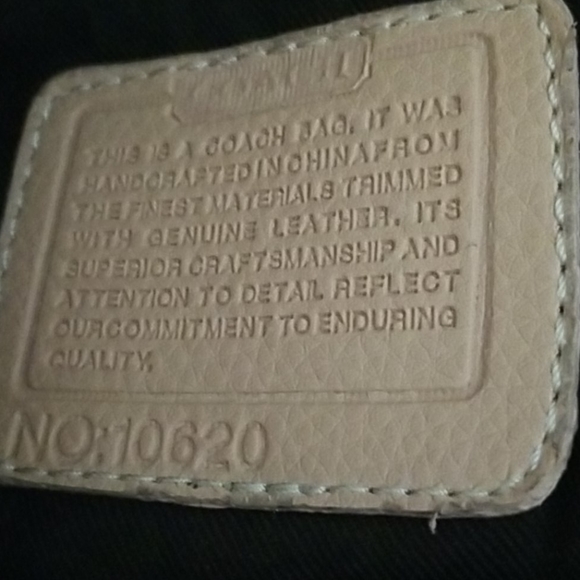 THIS IS A COACH BAG. IT WAS
HANDCRAFTED IN CHINA FROM
THE FINEST MATERIALS TRIMMED
WITH GENUINE LEATHER. ITS
SUPERIOR CRAFTSMANSHIP AND
ATTENTION TO DETAIL REFLECT
OUR COMMITMENT TO ENDURING
QUALITY.
NO:10620